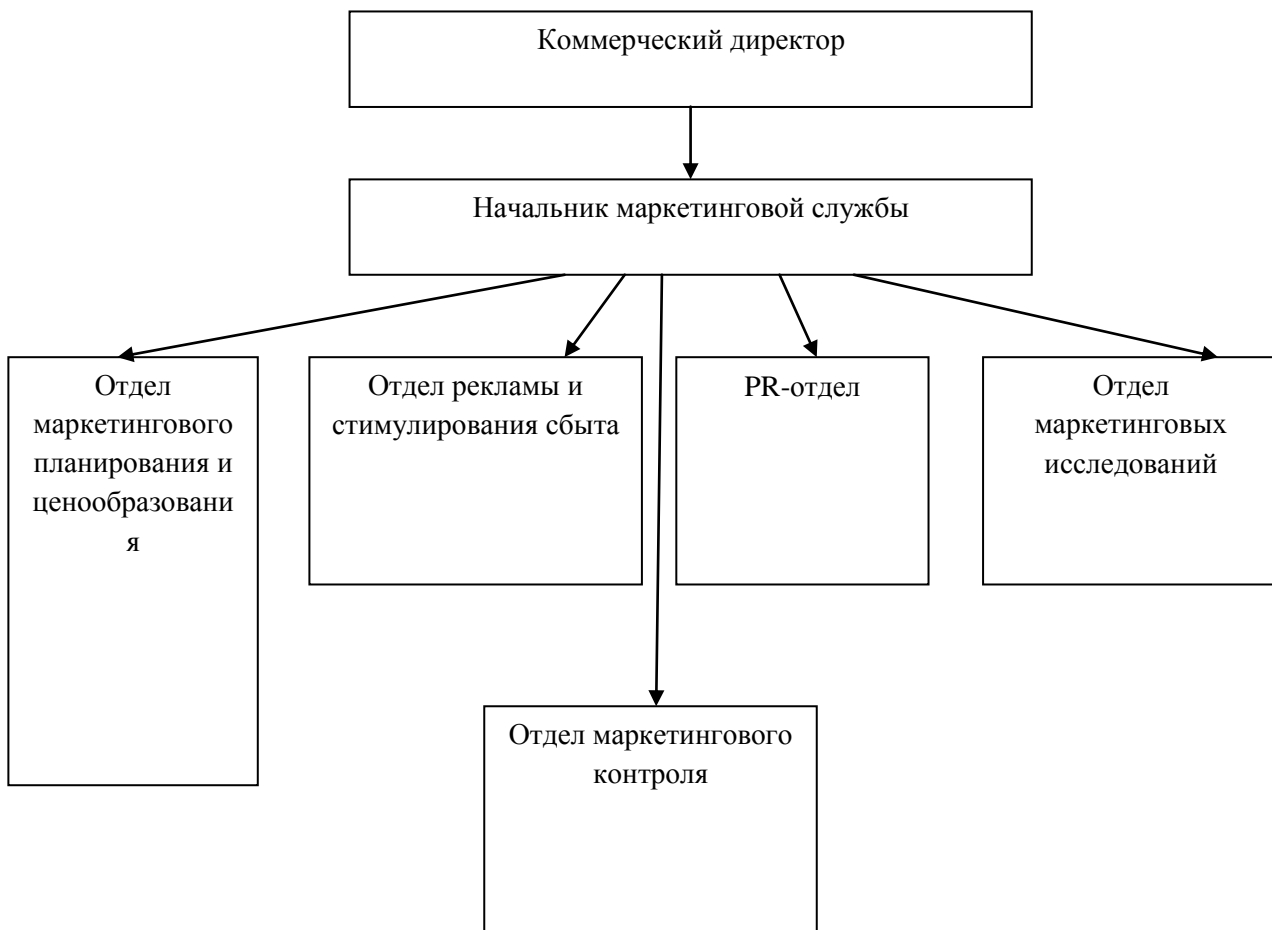 Коммерческий директор
Начальник маркетинговой службы
Отдел
маркетингового
планирования и
ценообразовани
я
Отдел рекламы и
стимулирования сбыта
PR-отдел
Отдел
маркетинговых
исследований
Отдел маркетингового
контроля